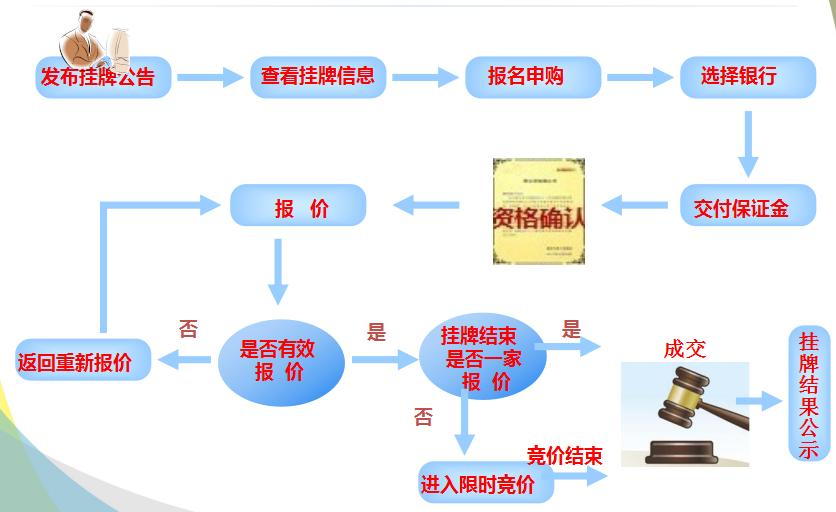 发布挂牌公告
查看挂牌信息
报名申购
选择银行
交付保证金
资格确认
报 价
否
是否有效
报 价
是
挂牌结束
是否一家
报 价
是
返回重新报价
否
成交
挂牌结果公示
竞价结束
进入限时竞价